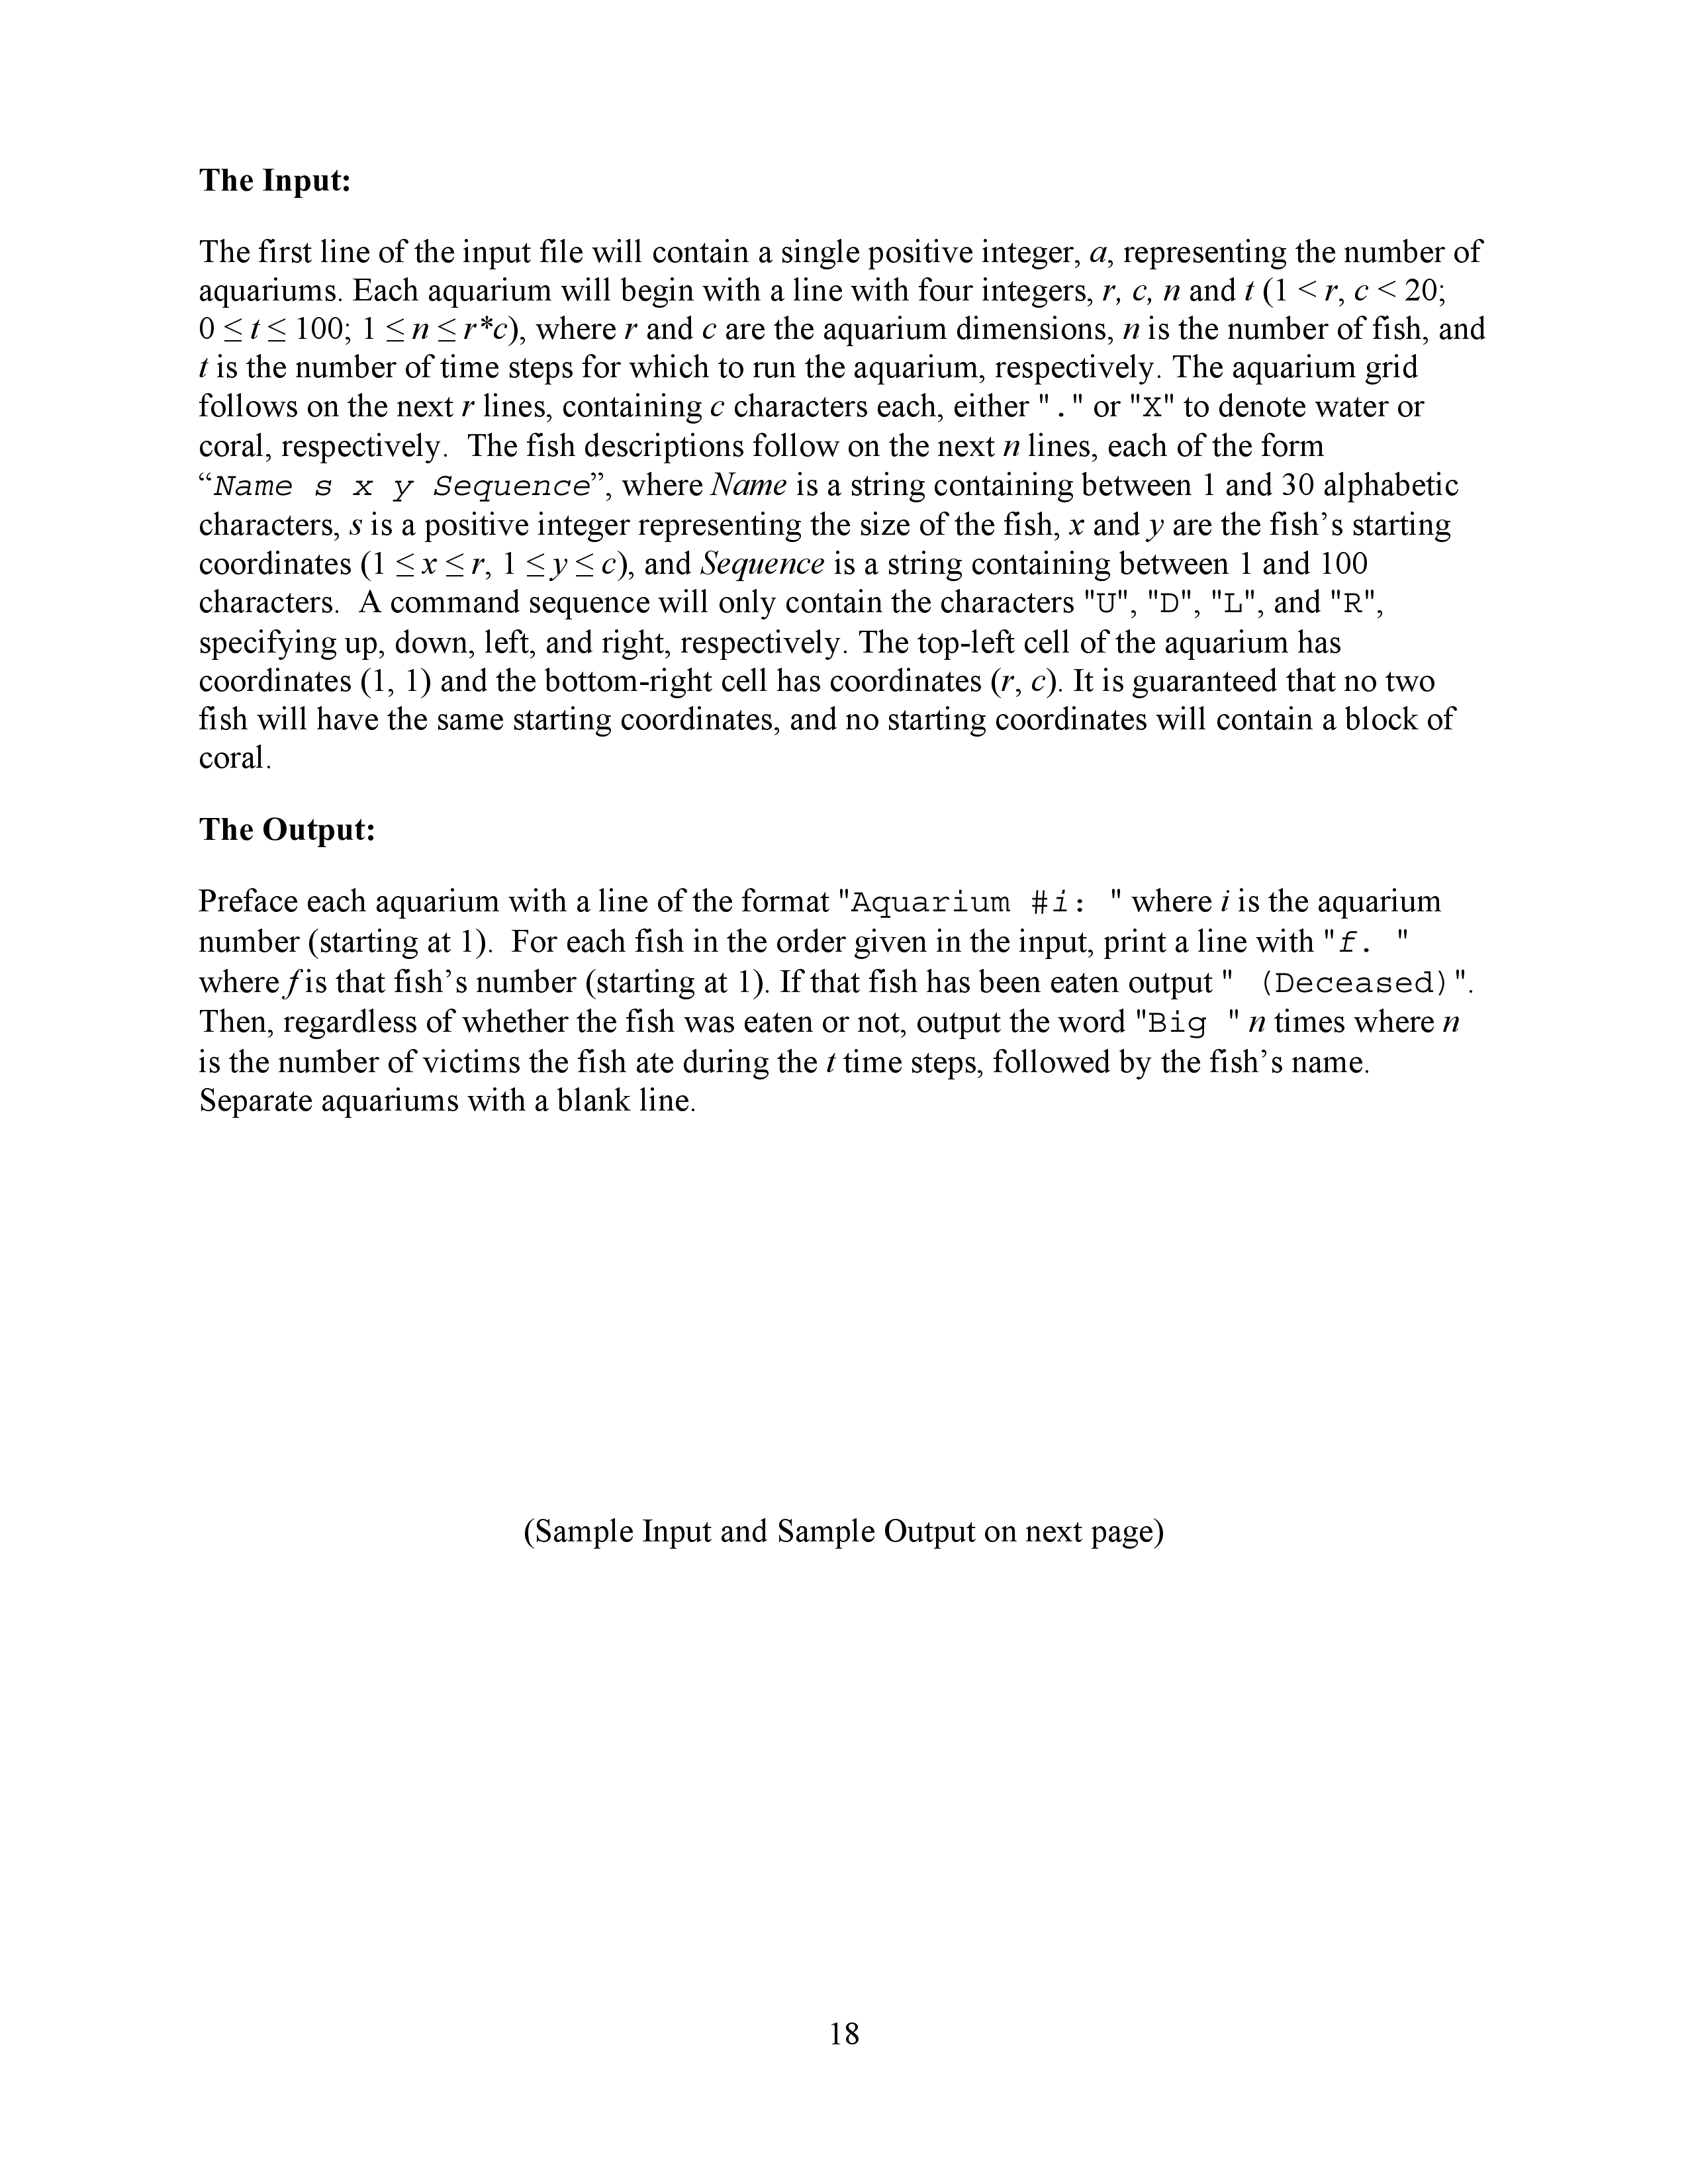 The Input:
The first line of the input file will contain a single positive integer, a, representing the number of
aquariums. Each aquarium will begin with a line with four integers, r, c, n and t (1 < r, c < 20;
0 ≤ t ≤ 100; 1 ≤ n ≤ r*c), where r and c are the aquarium dimensions, n is the number of fish, and
t is the number of time steps for which to run the aquarium, respectively. The aquarium grid
follows on the next r lines, containing c characters each, either "." or "X" to denote water or
coral, respectively.  The fish descriptions follow on the next n lines, each of the form
“Name s x y Sequence”, where Name is a string containing between 1 and 30 alphabetic
characters, s is a positive integer representing the size of the fish, x and y are the fish’s starting
coordinates (1 ≤ x ≤ r, 1 ≤ y ≤ c), and Sequence is a string containing between 1 and 100
characters.  A command sequence will only contain the characters "U", "D", "L", and "R",
specifying up, down, left, and right, respectively. The top-left cell of the aquarium has
coordinates (1, 1) and the bottom-right cell has coordinates (r, c). It is guaranteed that no two
fish will have the same starting coordinates, and no starting coordinates will contain a block of
coral.
The Output:
Preface each aquarium with a line of the format "Aquarium #i: " where i is the aquarium
number (starting at 1).  For each fish in the order given in the input, print a line with "f. "
where f is that fish’s number (starting at 1). If that fish has been eaten output " (Deceased)".
Then, regardless of whether the fish was eaten or not, output the word "Big " n times where n
is the number of victims the fish ate during the t time steps, followed by the fish’s name.
Separate aquariums with a blank line.
(Sample Input and Sample Output on next page)
18